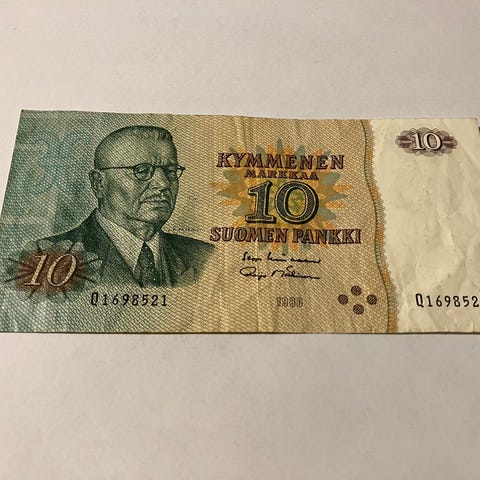 KYMMENEN
MARKKAA
10
SUOMEN PANKKI
10
10
Q1698521
1980
Q169852